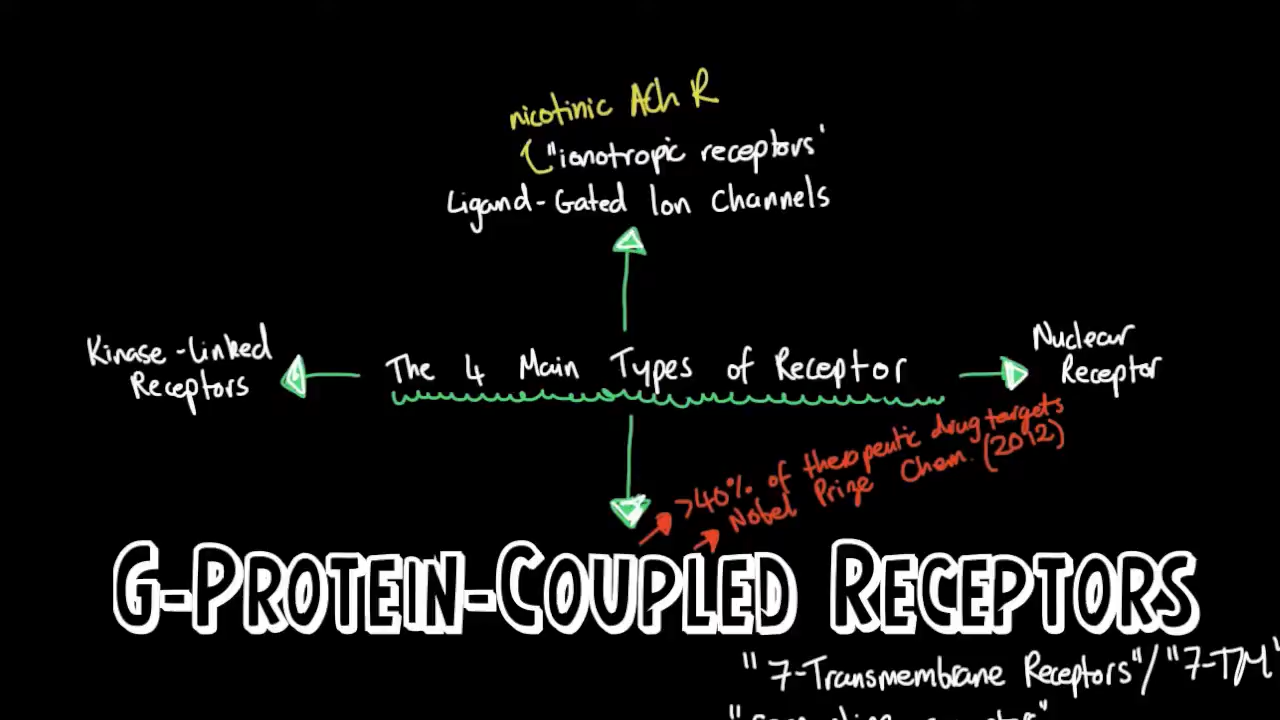 nicotinic ACh R
"ionotropic receptors"
Ligand-Gated Ion Channels
Kinase-Linked
Receptors
The 4 Main Types of Receptor
Nuclear
Receptor
>40% of therapeutic drug targets
Nobel Prize Chem. (2012)
G-Protein-Coupled Receptors
"7-Transmembrane Receptors"/"7-TM"